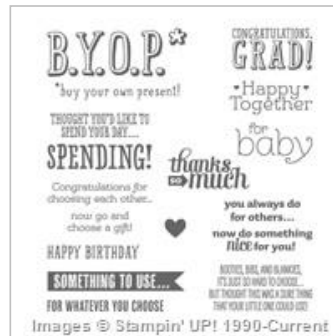 B.Y.O.P.*
*buy your own present!
THOUGHT YOU'D LIKE TO
SPEND YOUR DAY....
SPENDING!
Congratulations for
choosing each other...
now go and
choose a gift!
HAPPY BIRTHDAY
SOMETHING TO USE...
FOR WHATEVER YOU CHOOSE
CONGRATULATIONS,
GRAD!
•Happy•
Together
for
baby
thanks
SO much
you always do
for others...
now do something
nice for you!
BOOTIES, BIBS, AND BLANKIES,
IT'S JUST SO HARD TO CHOOSE...
BUT THOUGHT THIS WAS A SURE THING
THAT YOUR LITTLE ONE COULD USE!
Images © Stampin' UP! 1990-Current